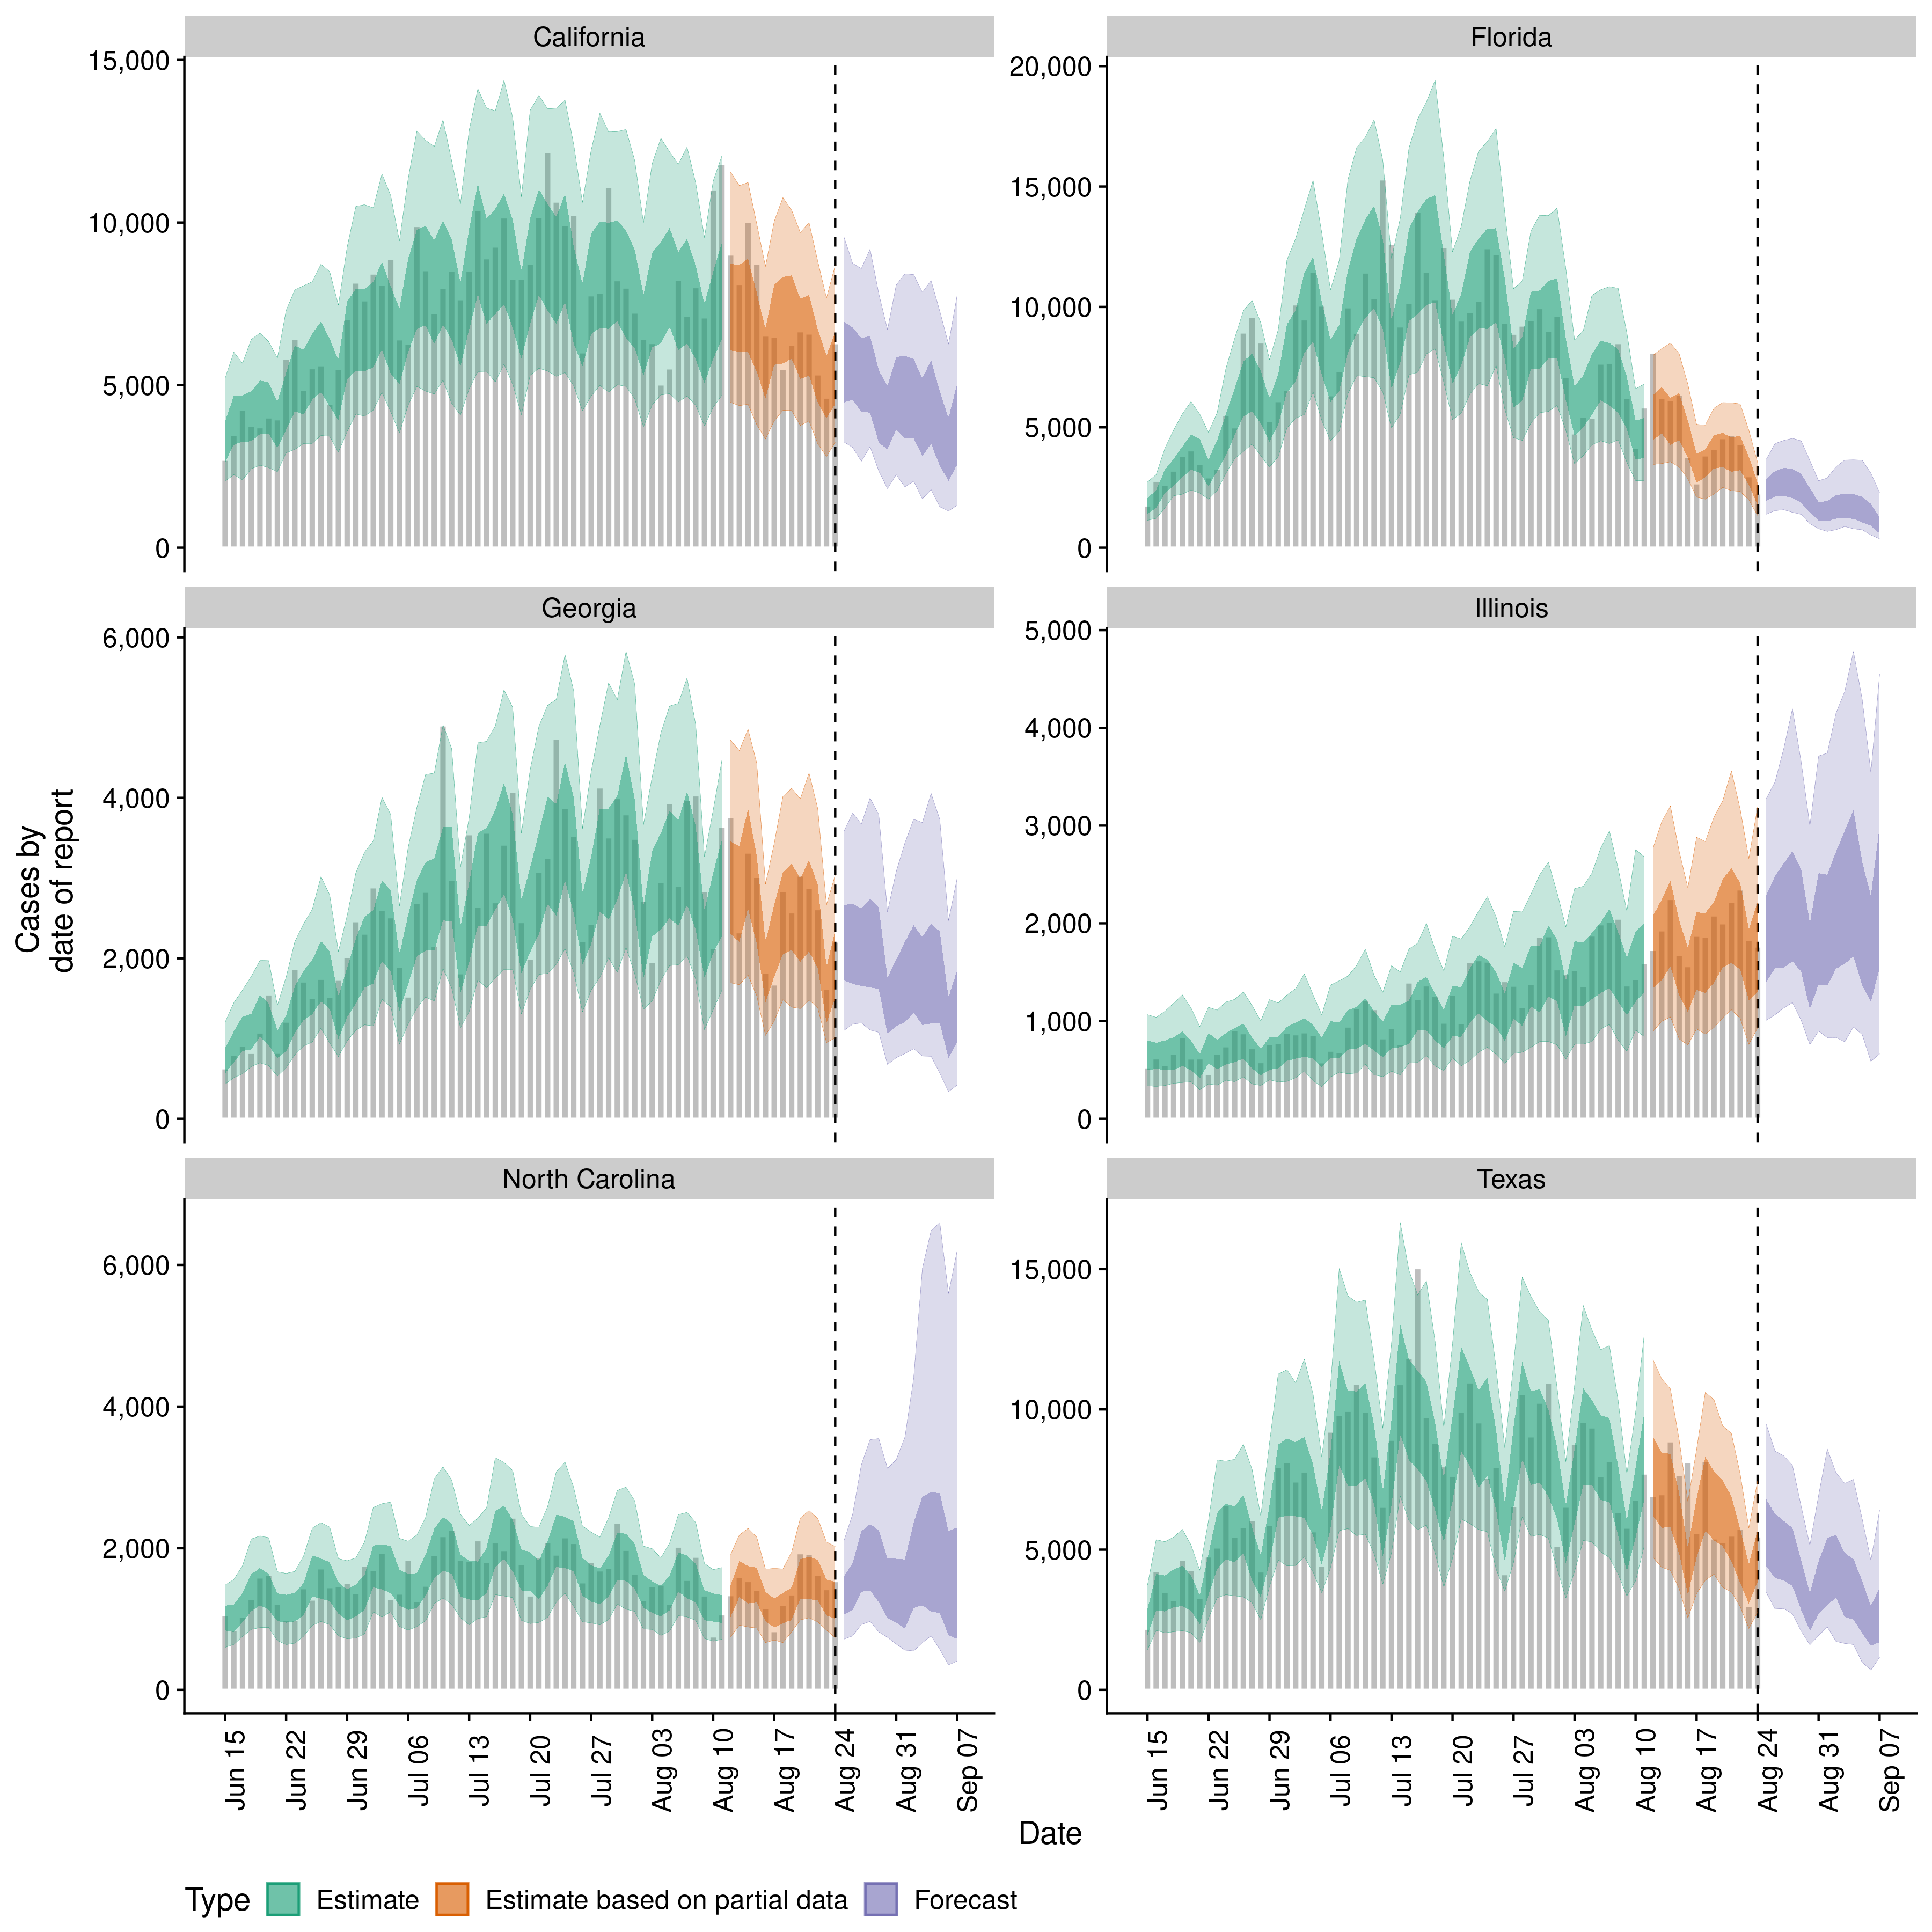 California
Florida
15,000
10,000
5,000
0
20,000
15,000
10,000
5,000
0
Georgia
Illinois
6,000
4,000
2,000
0
5,000
4,000
3,000
2,000
1,000
0
Cases by
date of report
North Carolina
Texas
6,000
4,000
2,000
0
15,000
10,000
5,000
0
Jun 15
Jun 22
Jun 29
Jul 06
Jul 13
Jul 20
Jul 27
Aug 03
Aug 10
Aug 17
Aug 24
Aug 31
Sep 07
Jun 15
Jun 22
Jun 29
Jul 06
Jul 13
Jul 20
Jul 27
Aug 03
Aug 10
Aug 17
Aug 24
Aug 31
Sep 07
Date
Type Estimate Estimate based on partial data Forecast